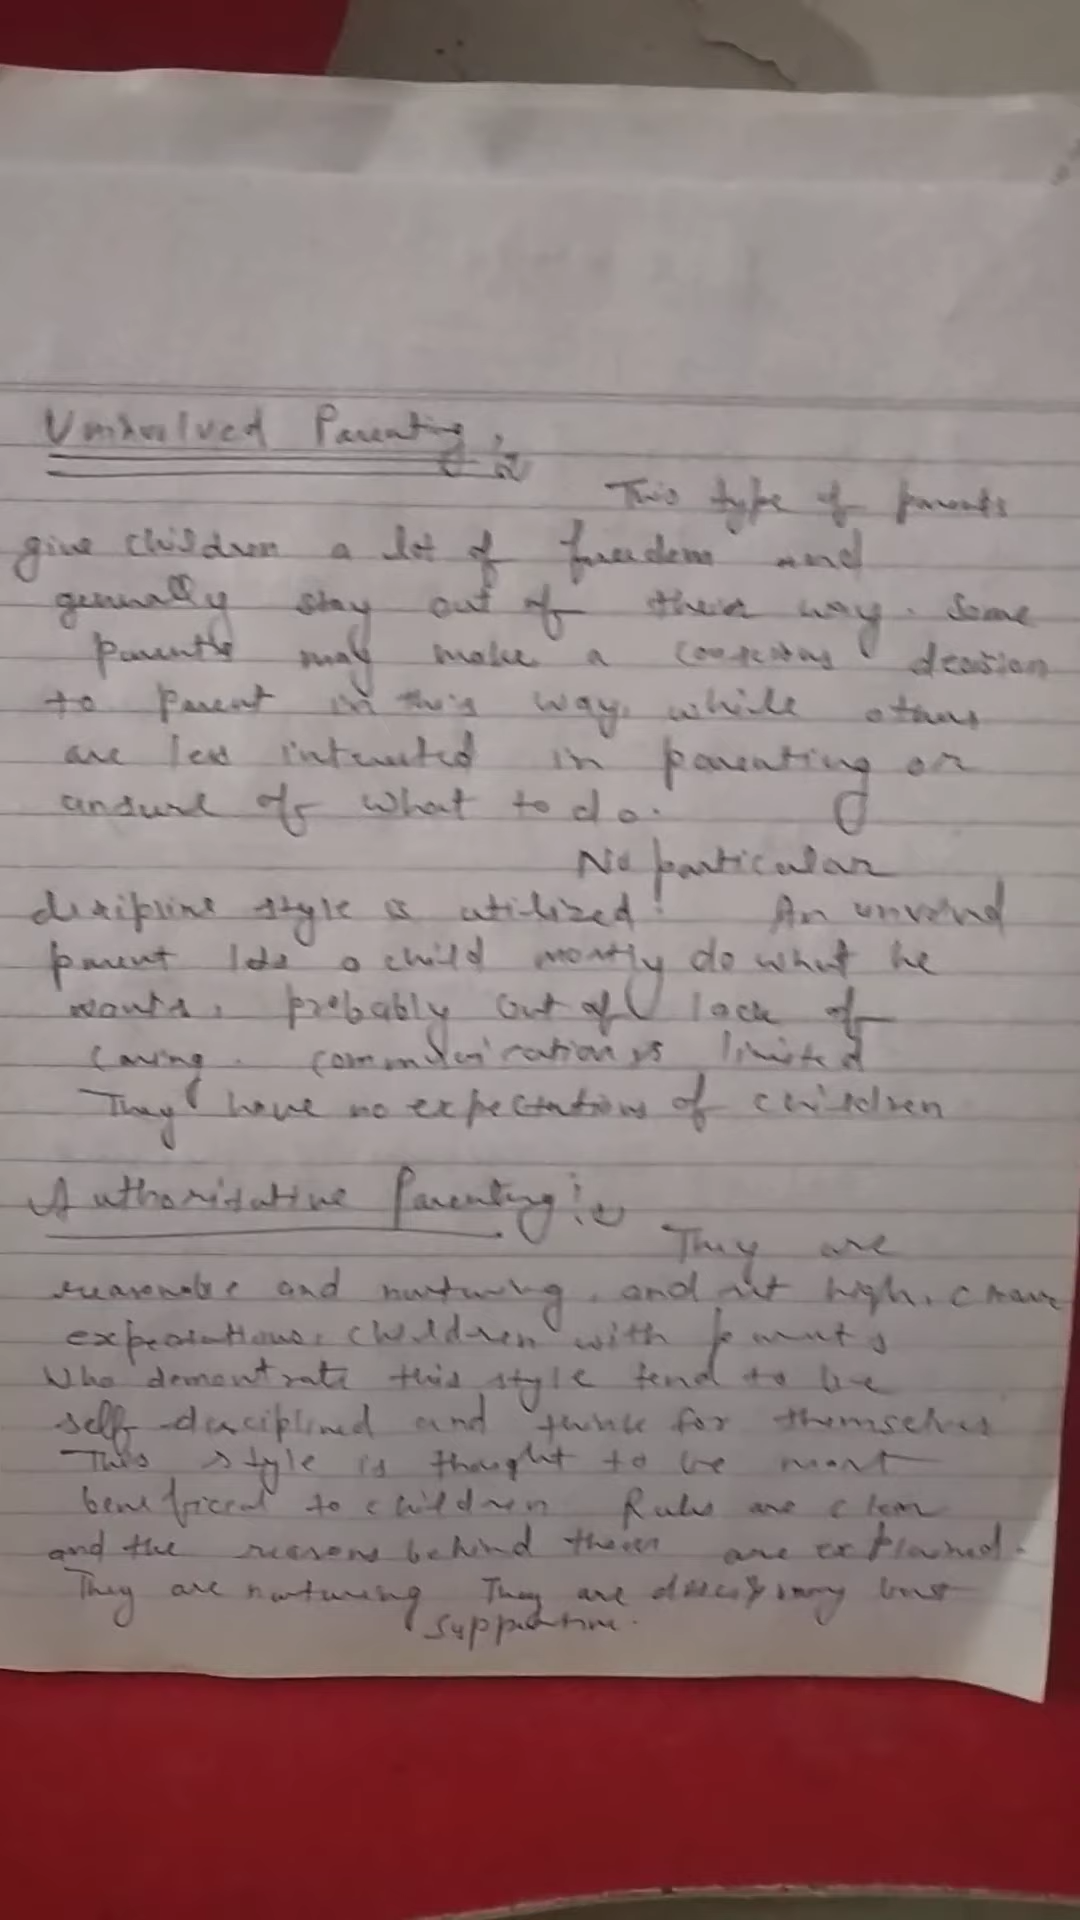 Uninvolved Parenting :
This type of parents
give children a lot of freedom and
generally stay out of their way. Some
parents may make a decision
to parent in this way, while others
are less interested in parenting or
unsure of what to do.
No particular
discipline style is utilized! An
parent lets a child mostly do what he
wants, probably out of lack of
caring. communication is limited
They have no expectations of children
Authoritative Parenting :
They are
reasonable and nurturing, and set high, clear
expectations. children with parents
who demontrate this style tend to be
self-disciplined and think for themselves
This style is thought to be most
beneficial to children Rules are clear
and the reasons behind them are explained.
They are nurturing They are but
supportive.